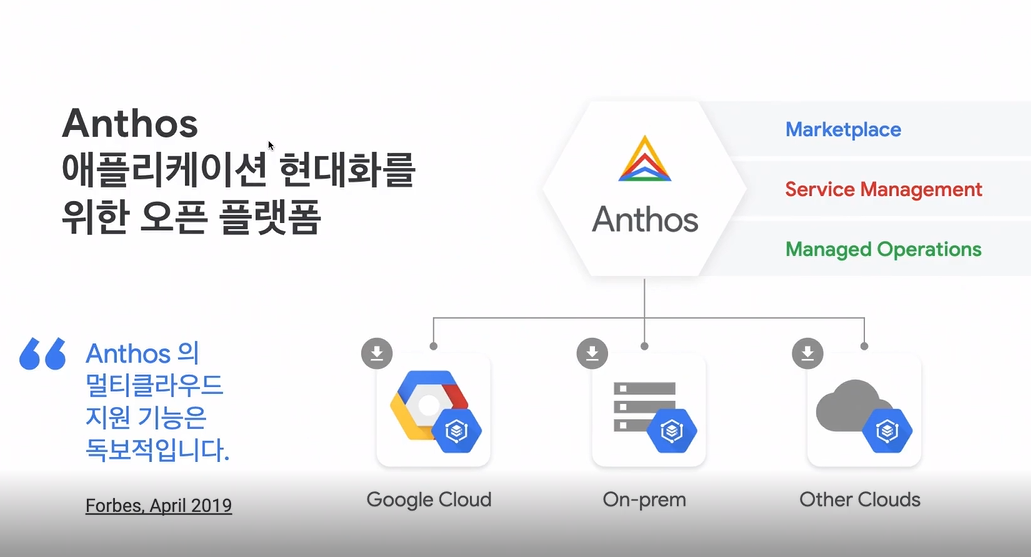 Anthos
애플리케이션 현대화를
위한 오픈 플랫폼
Anthos
Marketplace
Service Management
Managed Operations
“
Anthos 의
멀티클라우드
지원 기능은
독보적입니다.
Forbes, April 2019
Google Cloud
On-prem
Other Clouds